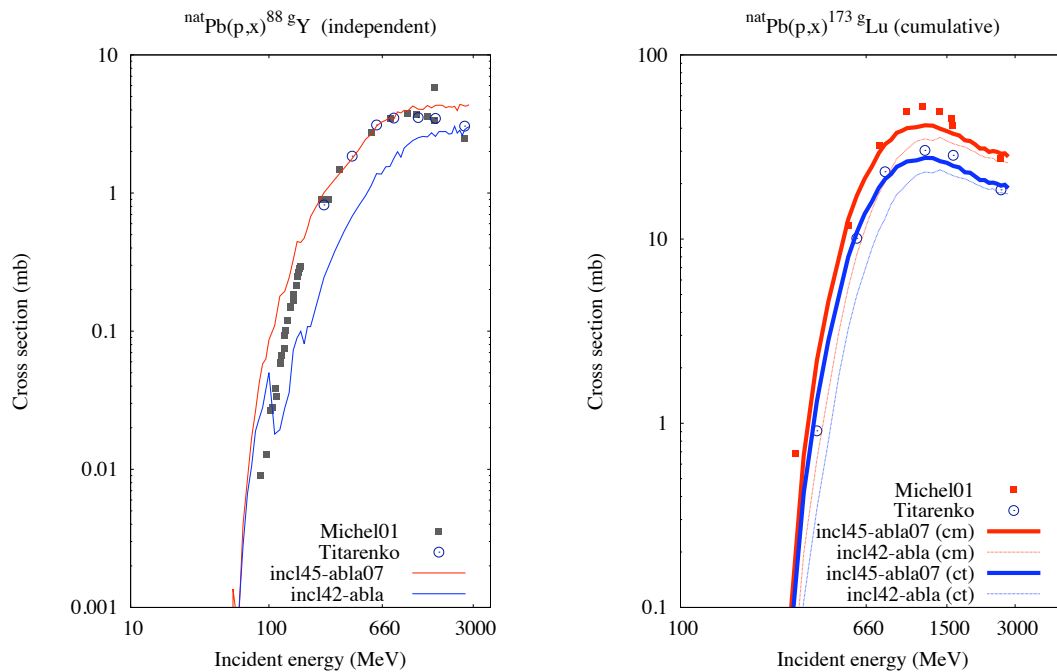 natPb(p,x)88 gY (independent)
Cross section (mb)
10
1
0.1
0.01
0.001
10
100
660
3000
Incident energy (MeV)
Michel01
Titarenko
incl45-abla07
incl42-abla
natPb(p,x)173 gLu (cumulative)
Cross section (mb)
100
10
1
0.1
100
660
1500
3000
Incident energy (MeV)
Michel01
Titarenko
incl45-abla07 (cm)
incl42-abla (cm)
incl45-abla07 (ct)
incl42-abla (ct)